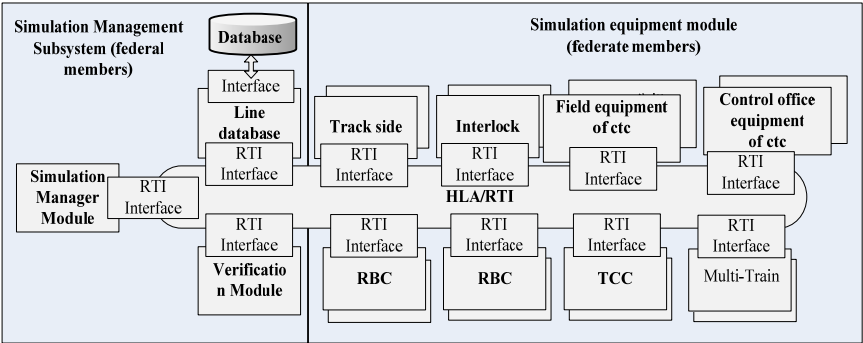 Simulation Management
Subsystem (federal
members)
Database
Interface
Line
database
RTI
Interface
Simulation
Manager
Module
RTI
Interface
RTI
Interface
Verificatio
n Module
Simulation equipment module
(federate members)
Track side
RTI
Interface
Interlock
RTI
Interface
Field equipment
of ctc
RTI
Interface
Control office
equipment
of ctc
RTI
Interface
HLA/RTI
RTI
Interface
RBC
RTI
Interface
RBC
RTI
Interface
TCC
RTI
Interface
Multi-Train